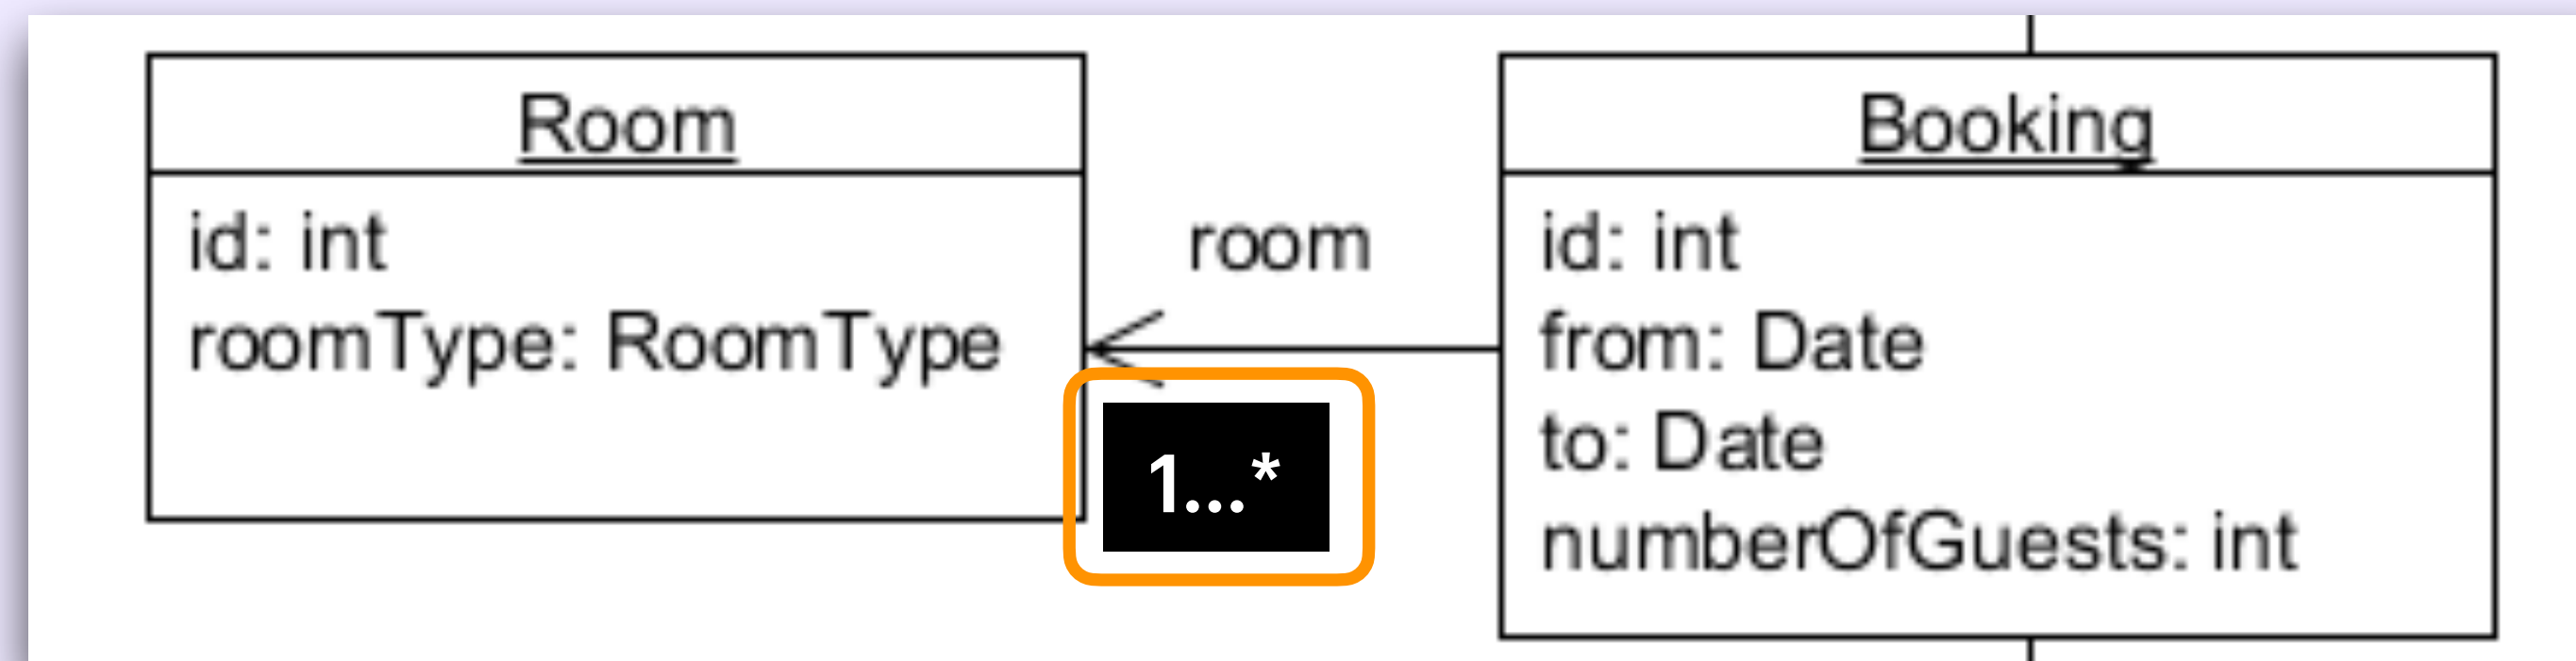 Room
id: int
roomType: RoomType
room
1...*
Booking
id: int
from: Date
to: Date
numberOfGuests: int